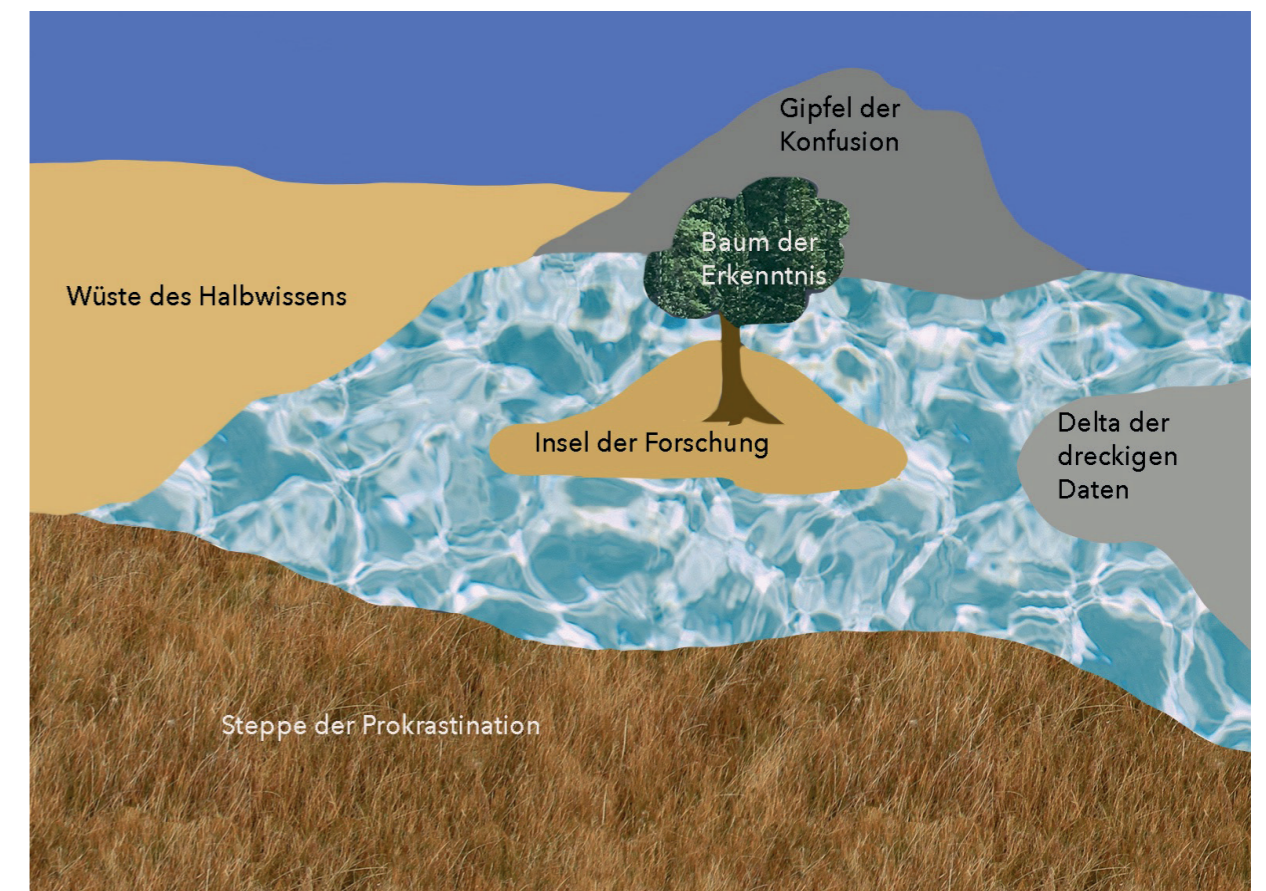 Gipfel der
Konfusion
Baum der
Erkenntnis
Wüste des Halbwissens
Insel der Forschung
Delta der
dreckigen
Daten
Steppe der Prokrastination